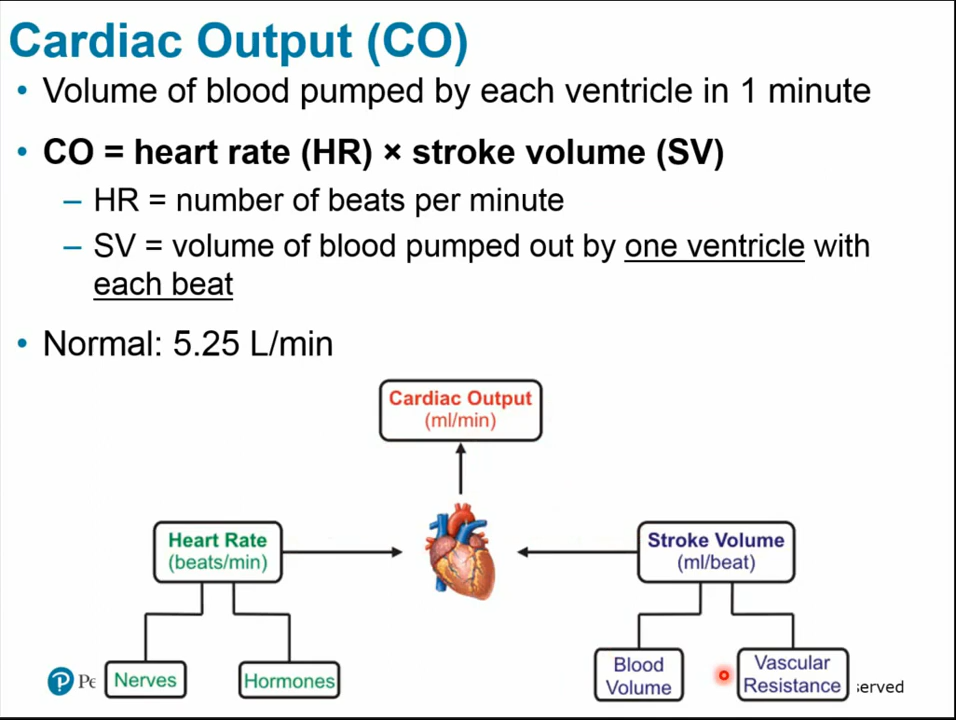 Cardiac Output (CO)
• Volume of blood pumped by each ventricle in 1 minute
• CO = heart rate (HR) × stroke volume (SV)
– HR = number of beats per minute
– SV = volume of blood pumped out by one ventricle with
each beat
• Normal: 5.25 L/min
Cardiac Output
(ml/min)
Heart Rate
(beats/min)
Stroke Volume
(ml/beat)
Nerves
Hormones
Blood
Volume
Vascular
Resistance